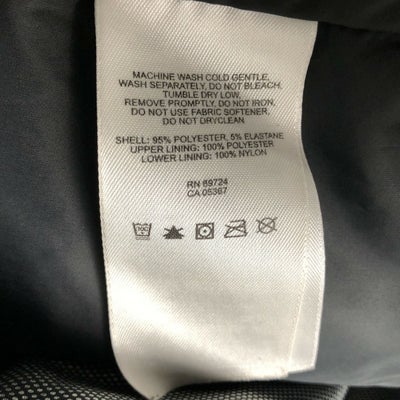 MACHINE WASH COLD GENTLE,
WASH SEPARATELY, DO NOT BLEACH,
TUMBLE DRY LOW,
REMOVE PROMPTLY, DO NOT IRON,
DO NOT USE FABRIC SOFTENER,
DO NOT DRYCLEAN
SHELL: 95% POLYESTER, 5% ELASTANE
UPPER LINING: 100% POLYESTER
LOWER LINING: 100% NYLON
RN 69724
CA 05367